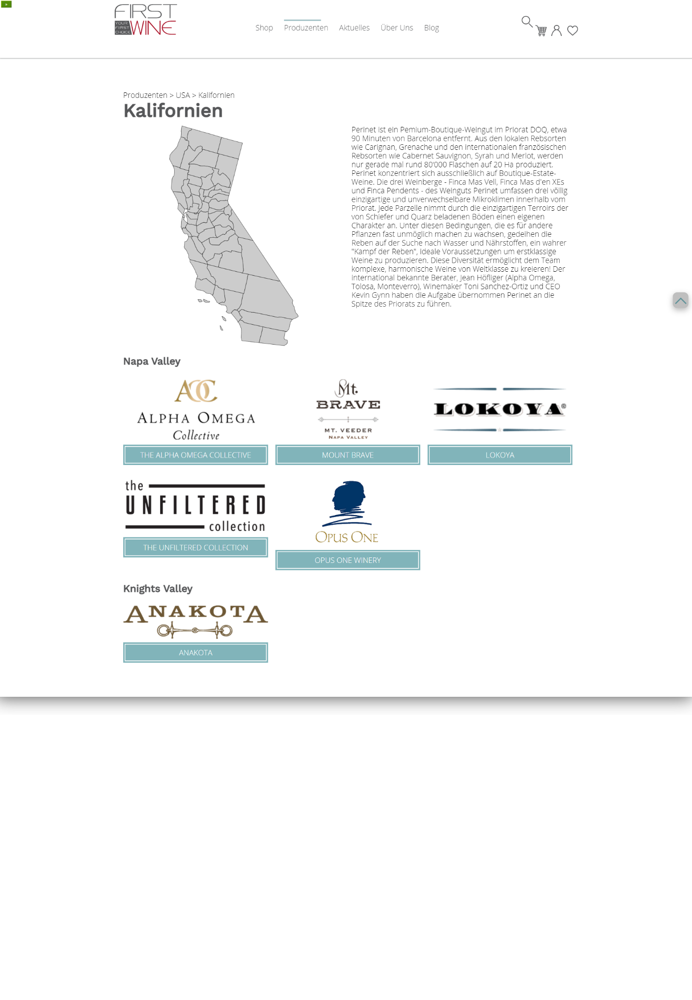 »
FIRST
YOUR
FIRST
CHOICE
WINE
Shop Produzenten Aktuelles Über Uns Blog
Produzenten > USA > Kalifornien
Kalifornien
Perinet ist ein Pemium-Boutique-Weingut im Priorat DOQ, etwa
90 Minuten von Barcelona entfernt. Aus den lokalen Rebsorten
wie Carignan, Grenache und den internationalen französischen
Rebsorten wie Cabernet Sauvignon, Syrah und Merlot, werden
nur gerade mal rund 80'000 Flaschen auf 20 Ha produziert.
Perinet konzentriert sich ausschließlich auf Boutique-Estate-
Weine. Die drei Weinberge - Finca Mas Vell, Finca Mas d'en XEs
und Finca Pendents - des Weinguts Perinet umfassen drei völlig
einzigartige und unverwechselbare Mikroklimen innerhalb vom
Priorat. Jede Parzelle nimmt durch die einzigartigen Terroirs der
von Schiefer und Quarz beladenen Böden einen eigenen
Charakter an. Unter diesen Bedingungen, die es für andere
Pflanzen fast unmöglich machen zu wachsen, gedeihen die
Reben auf der Suche nach Wasser und Nährstoffen, ein wahrer
"Kampf der Reben", ideale Voraussetzungen um erstklassige
Weine zu produzieren. Diese Diversität ermöglicht dem Team
komplexe, harmonische Weine von Weltklasse zu kreieren! Der
international bekannte Berater, Jean Höfliger (Alpha Omega,
Tolosa, Monteverro), Winemaker Toni Sanchez-Ortiz und CEO
Kevin Gynn haben die Aufgabe übernommen Perinet an die
Spitze des Priorats zu führen.
Napa Valley
AOC
ALPHA OMEGA
Collective
THE ALPHA OMEGA COLLECTIVE
Mt.
BRAVE
MT. VEEDER
NAPA VALLEY
MOUNT BRAVE
LOKOYA®
LOKOYA
the
UNFILTERED
collection
THE UNFILTERED COLLECTION
OPUS ONE
OPUS ONE WINERY
Knights Valley
ANAKOTA
ANAKOTA